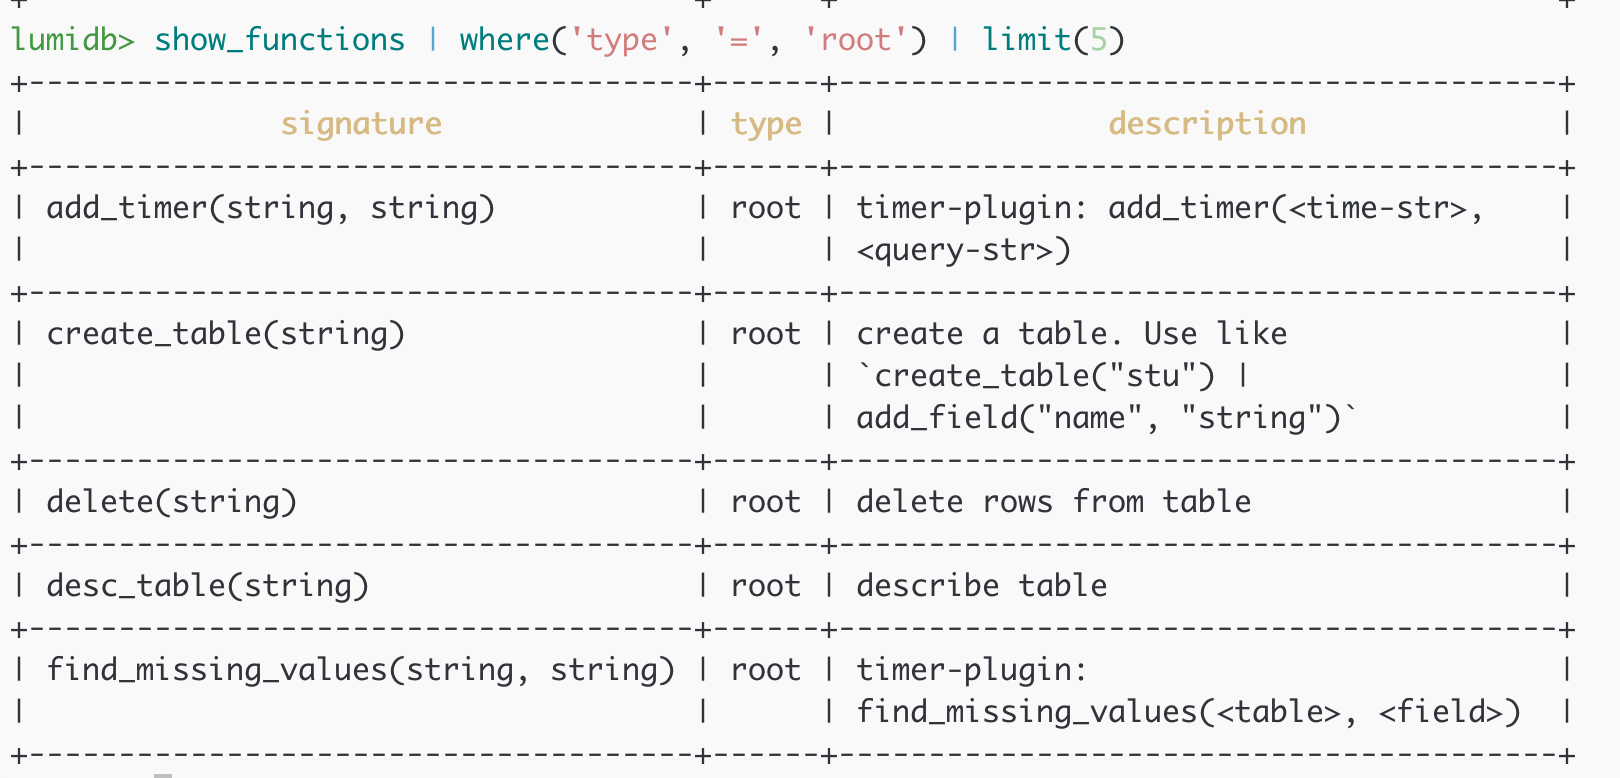 lumidb> show_functions | where('type', '=', 'root') | limit(5)
+-------------------------------------+------+----------------------------------------+
|              signature              | type |              description               |
+-------------------------------------+------+----------------------------------------+
| add_timer(string, string)           | root | timer-plugin: add_timer(<time-str>,    |
|                                     |      | <query-str>)                           |
+-------------------------------------+------+----------------------------------------+
| create_table(string)                | root | create a table. Use like               |
|                                     |      | `create_table("stu") |                 |
|                                     |      | add_field("name", "string")`           |
+-------------------------------------+------+----------------------------------------+
| delete(string)                      | root | delete rows from table                 |
+-------------------------------------+------+----------------------------------------+
| desc_table(string)                  | root | describe table                         |
+-------------------------------------+------+----------------------------------------+
| find_missing_values(string, string) | root | timer-plugin:                          |
|                                     |      | find_missing_values(<table>, <field>)  |
+-------------------------------------+------+----------------------------------------+